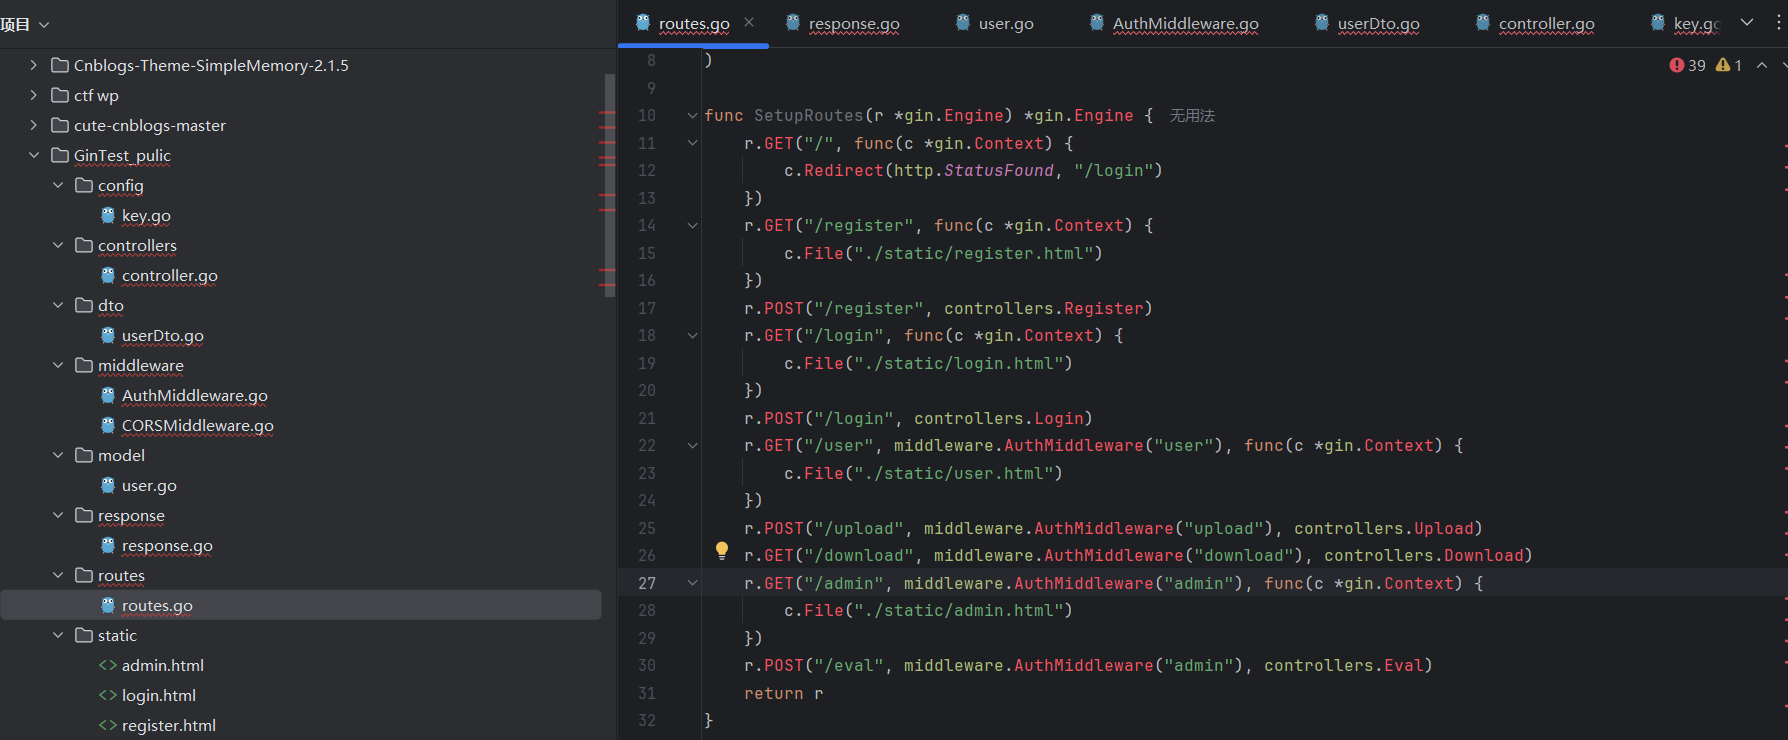 项目
Cnblogs-Theme-SimpleMemory-2.1.5
ctf wp
cute-cnblogs-master
GinTest_pulic
config
key.go
controllers
controller.go
dto
userDto.go
middleware
AuthMiddleware.go
CORSMiddleware.go
model
user.go
response
response.go
routes
routes.go
static
admin.html
login.html
register.html
routes.go response.go user.go AuthMiddleware.go userDto.go controller.go key.go
39 1
8 )
9
10 func SetupRoutes(r *gin.Engine) *gin.Engine { 无用法
11 r.GET("/", func(c *gin.Context) {
12 c.Redirect(http.StatusFound, "/login")
13 })
14 r.GET("/register", func(c *gin.Context) {
15 c.File("./static/register.html")
16 })
17 r.POST("/register", controllers.Register)
18 r.GET("/login", func(c *gin.Context) {
19 c.File("./static/login.html")
20 })
21 r.POST("/login", controllers.Login)
22 r.GET("/user", middleware.AuthMiddleware("user"), func(c *gin.Context) {
23 c.File("./static/user.html")
24 })
25 r.POST("/upload", middleware.AuthMiddleware("upload"), controllers.Upload)
26 r.GET("/download", middleware.AuthMiddleware("download"), controllers.Download)
27 r.GET("/admin", middleware.AuthMiddleware("admin"), func(c *gin.Context) {
28 c.File("./static/admin.html")
29 })
30 r.POST("/eval", middleware.AuthMiddleware("admin"), controllers.Eval)
31 return r
32 }